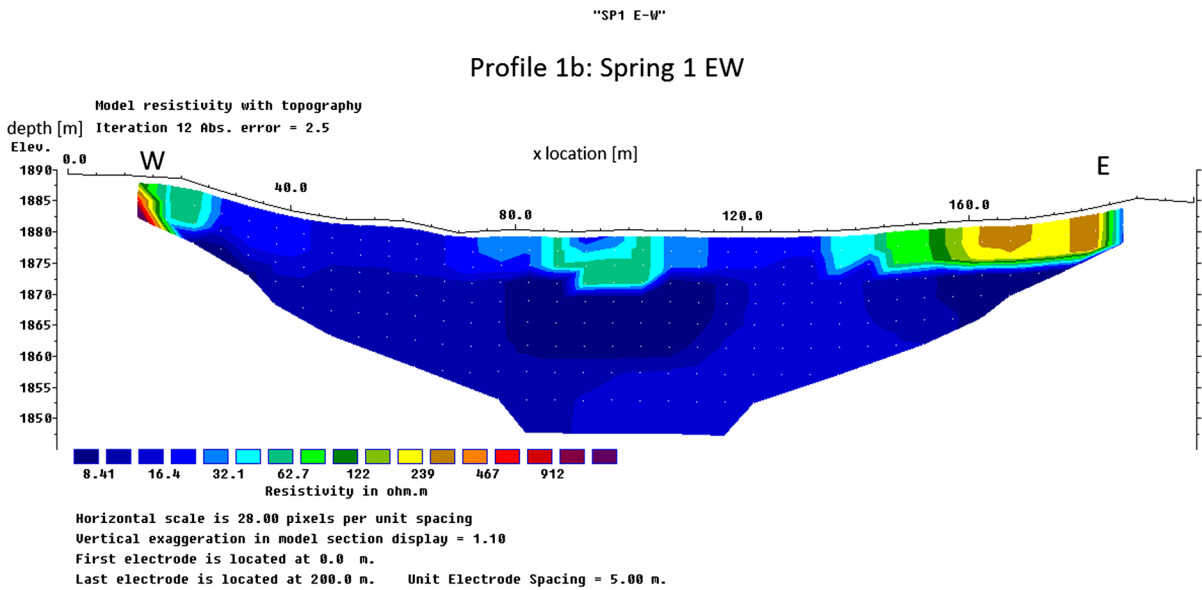 "SP1 E-W"
Profile 1b: Spring 1 EW
Model resistivity with topography
depth [m] Iteration 12 Abs. error = 2.5
Elev.
0.0 W x location [m] E
1890
40.0
1885
80.0 120.0 160.0
1880
1875
1870
1865
1860
1855
1850
8.41 16.4 32.1 62.7 122 239 467 912
Resistivity in ohm.m
Horizontal scale is 28.00 pixels per unit spacing
Vertical exaggeration in model section display = 1.10
First electrode is located at 0.0 m.
Last electrode is located at 200.0 m. Unit Electrode Spacing = 5.00 m.